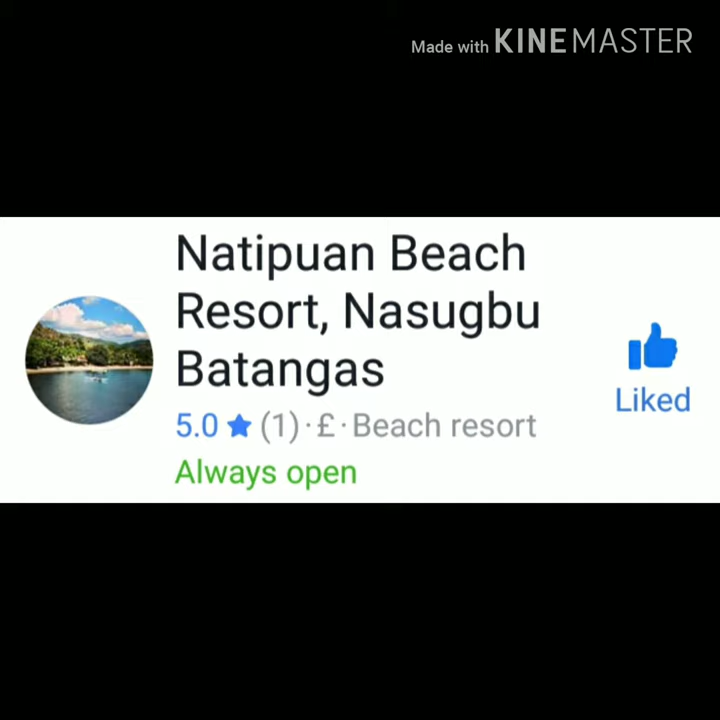 Made with KINEMASTER
Natipuan Beach
Resort, Nasugbu
Batangas
5.0 ★ (1) · £ · Beach resort
Always open
Liked